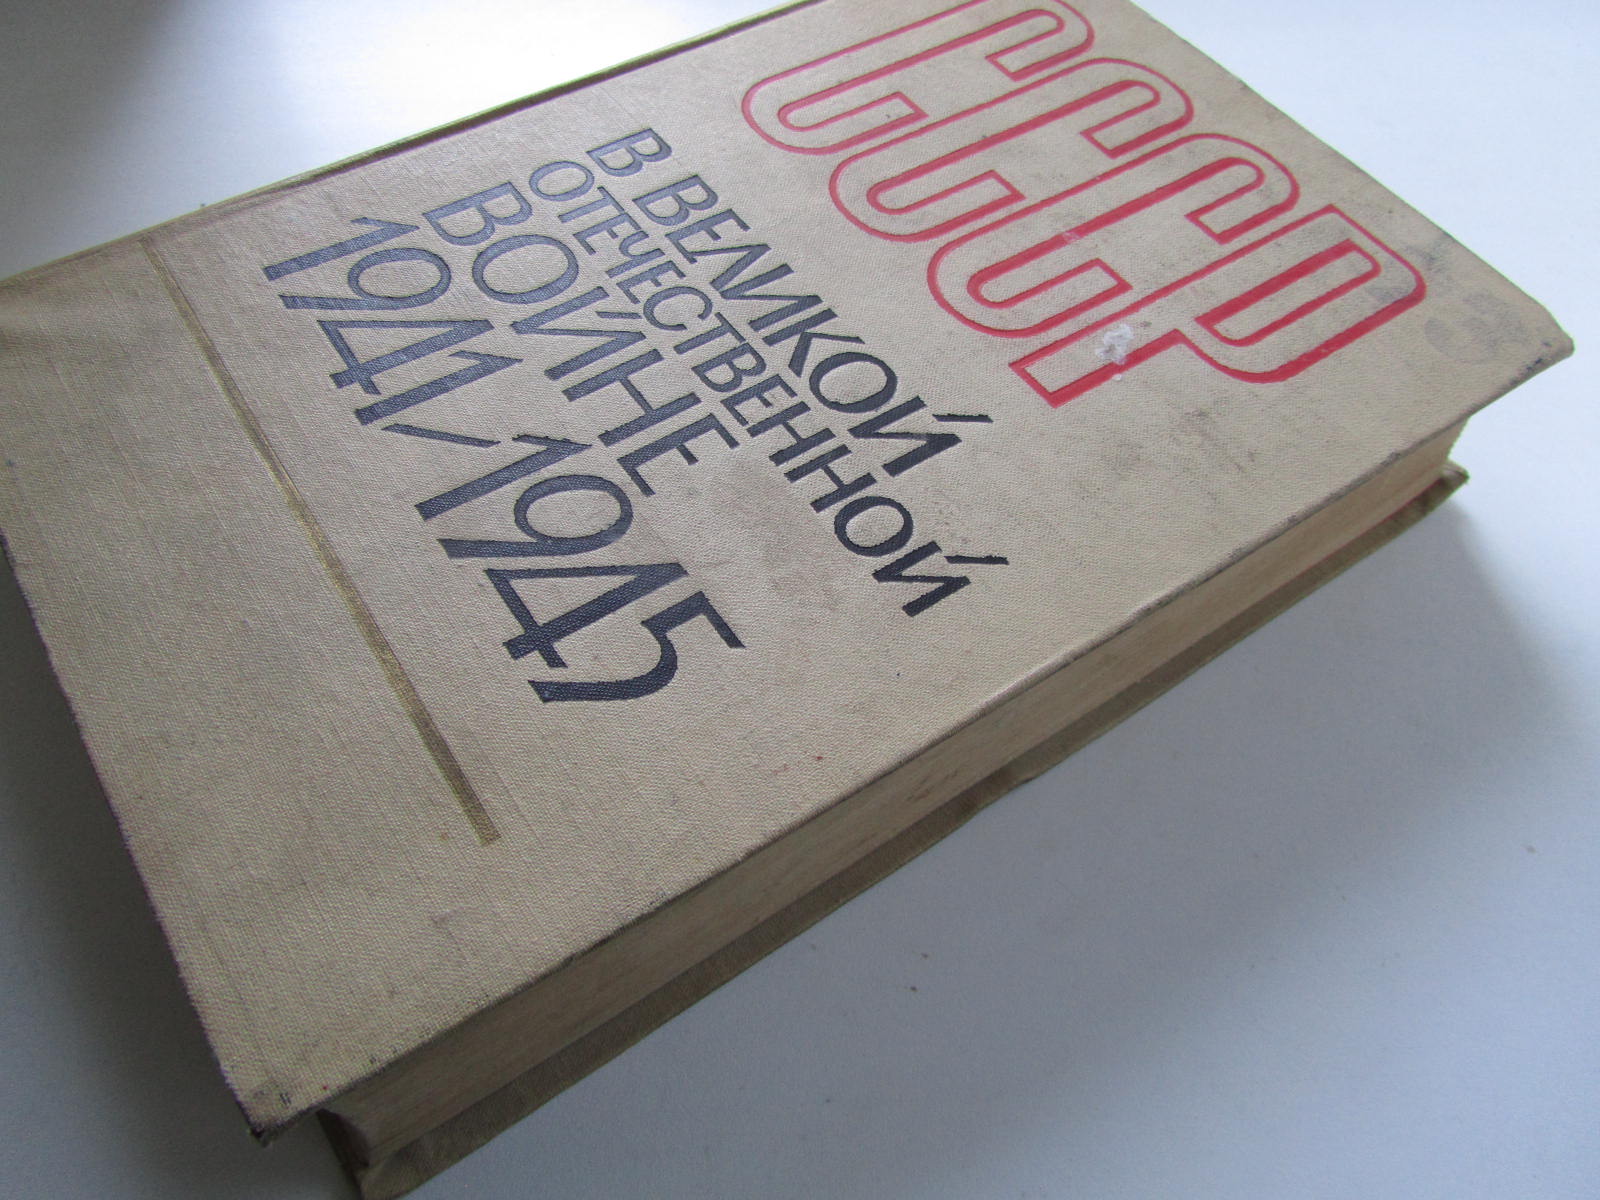 СССР
В ВЕЛИКОЙ
ОТЕЧЕСТВЕННОЙ
ВОЙНЕ
1941/1945